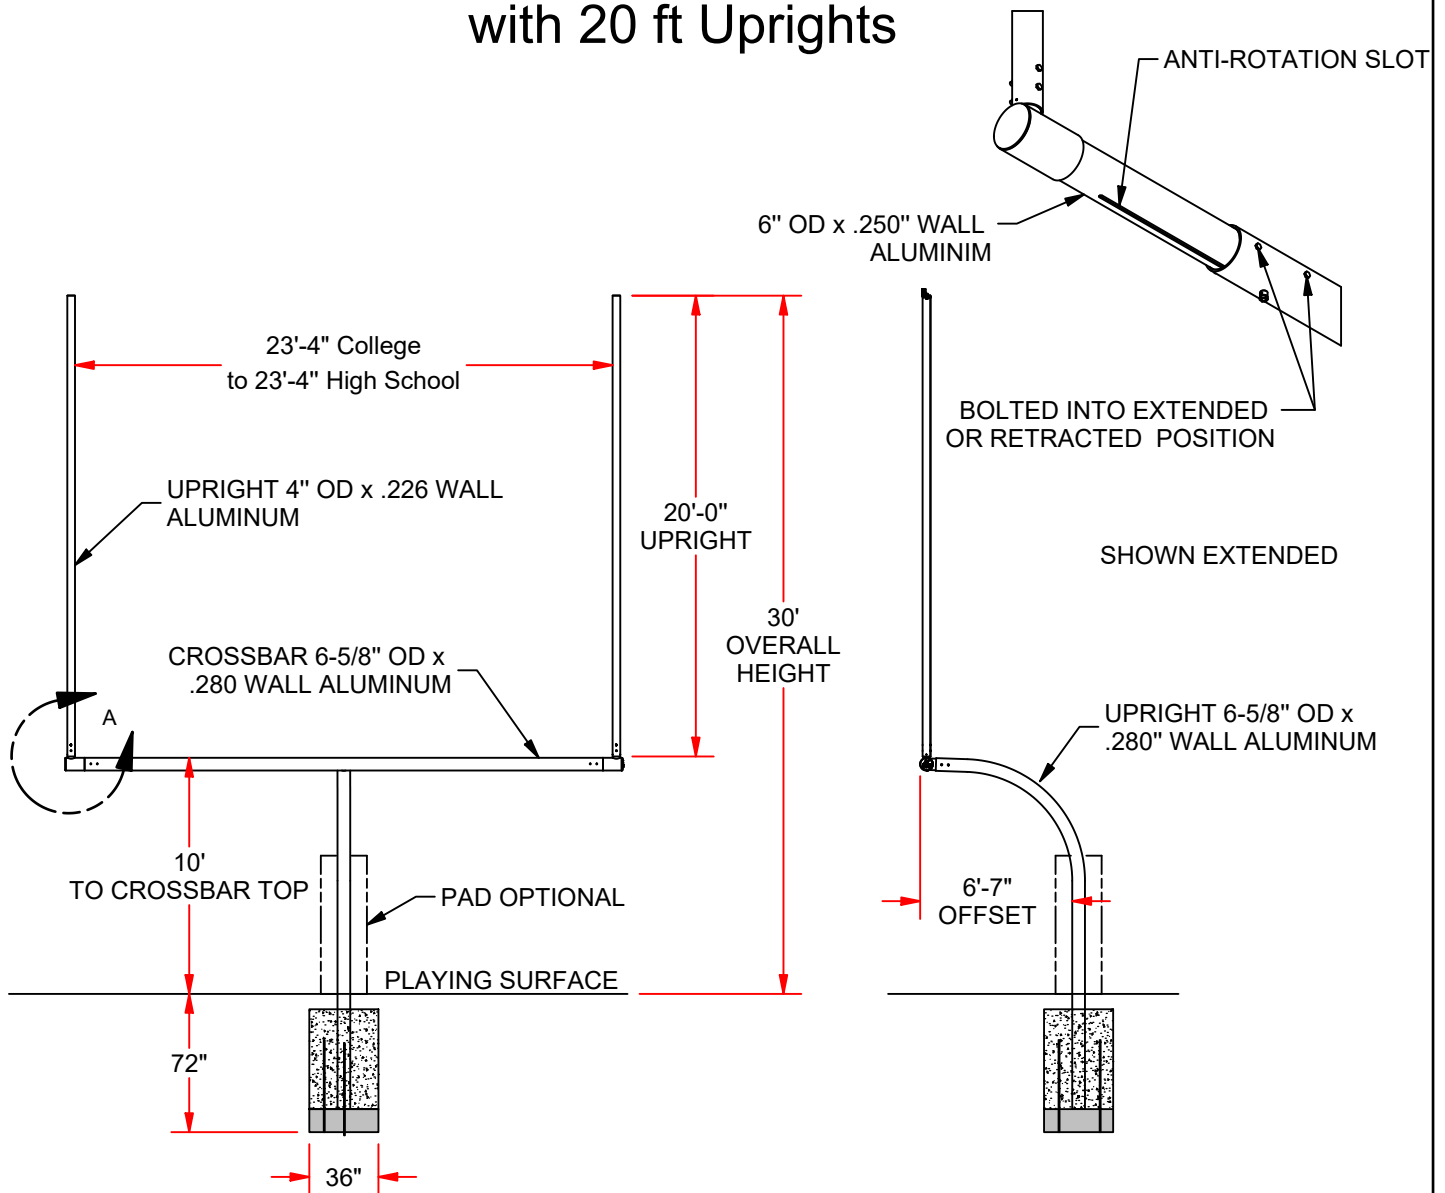 with 20 ft Uprights
ANTI-ROTATION SLOT
6" OD x .250" WALL
ALUMINIM
23'-4" College
to 23'-4" High School
BOLTED INTO EXTENDED
OR RETRACTED POSITION
UPRIGHT 4" OD x .226 WALL
ALUMINUM
20'-0"
UPRIGHT
SHOWN EXTENDED
30'
OVERALL
HEIGHT
CROSSBAR 6-5/8" OD x
.280 WALL ALUMINUM
A
UPRIGHT 6-5/8" OD x
.280" WALL ALUMINUM
10'
TO CROSSBAR TOP
PAD OPTIONAL
6'-7"
OFFSET
PLAYING SURFACE
72"
36"